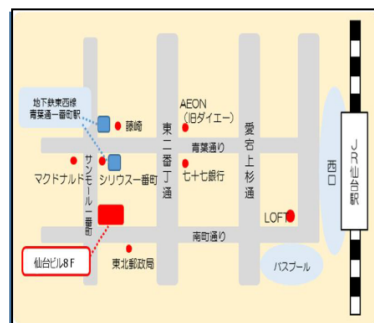 地下鉄東西線
青葉通一番町駅
藤崎
東二番丁通
AEON
(旧ダイエー)
愛宕上杉通
青葉通り
マクドナルド
サンモール一番町
シリウス一番町
七十七銀行
西口
JR仙台駅
LOFT
仙台ビル8F
南町通り
東北郵政局
バスプール